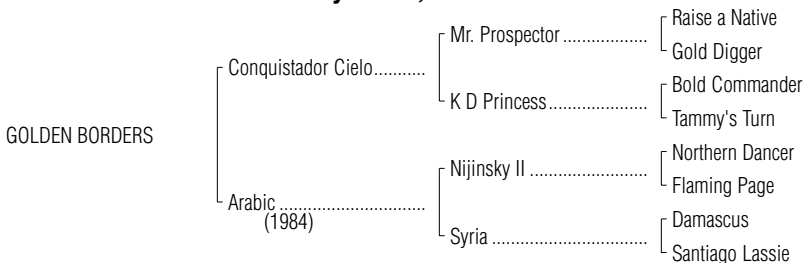 Raise a Native
Mr. Prospector ....................
Gold Digger
Conquistador Cielo...........
Bold Commander
K D Princess.......................
Tammy's Turn
GOLDEN BORDERS
Northern Dancer
Nijinsky II ...........................
Flaming Page
Arabic .................................
(1984)
Damascus
Syria ....................................
Santiago Lassie